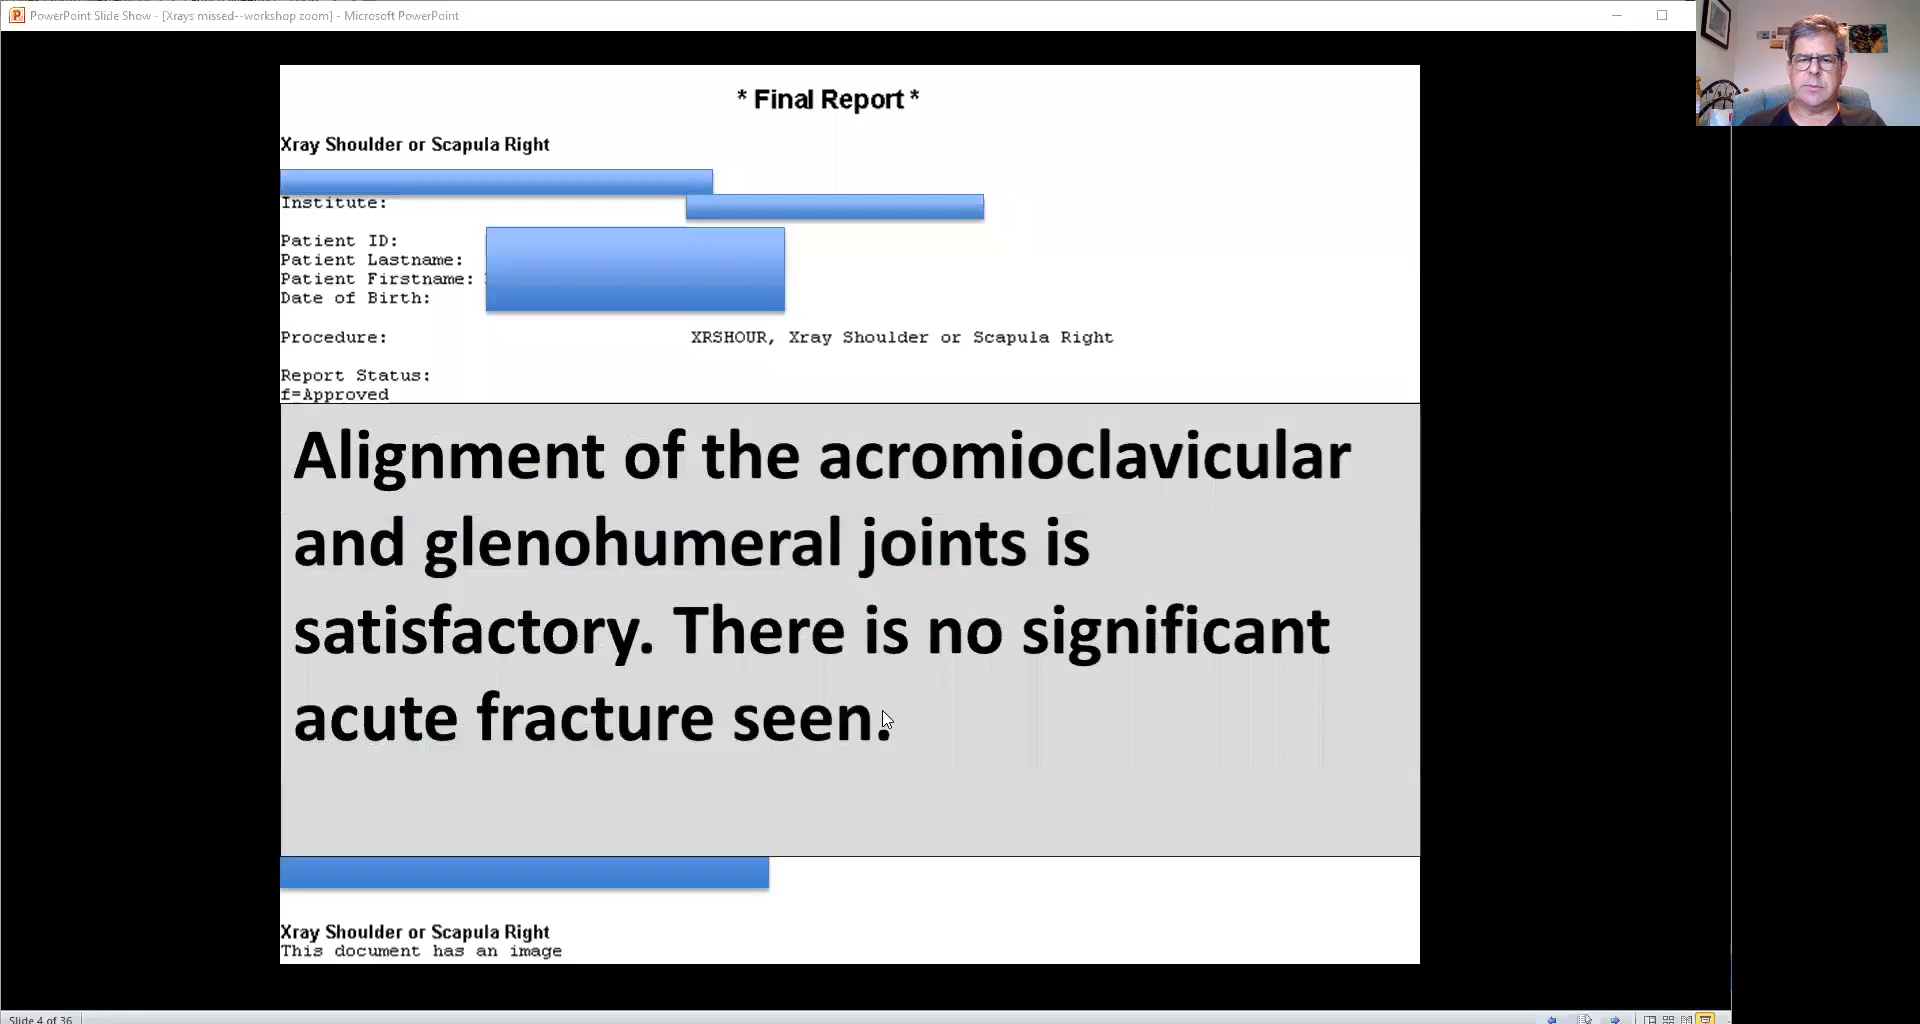 PowerPoint Slide Show - [Xrays missed--workshop zoom] - Microsoft PowerPoint
* Final Report *
Xray Shoulder or Scapula Right
Institute:
Patient ID:
Patient Lastname:
Patient Firstname:
Date of Birth:
Procedure: XRSHOUR, Xray Shoulder or Scapula Right
Report Status:
f=Approved
Alignment of the acromioclavicular
and glenohumeral joints is
satisfactory. There is no significant
acute fracture seen.
Xray Shoulder or Scapula Right
This document has an image
Slide 4 of 36